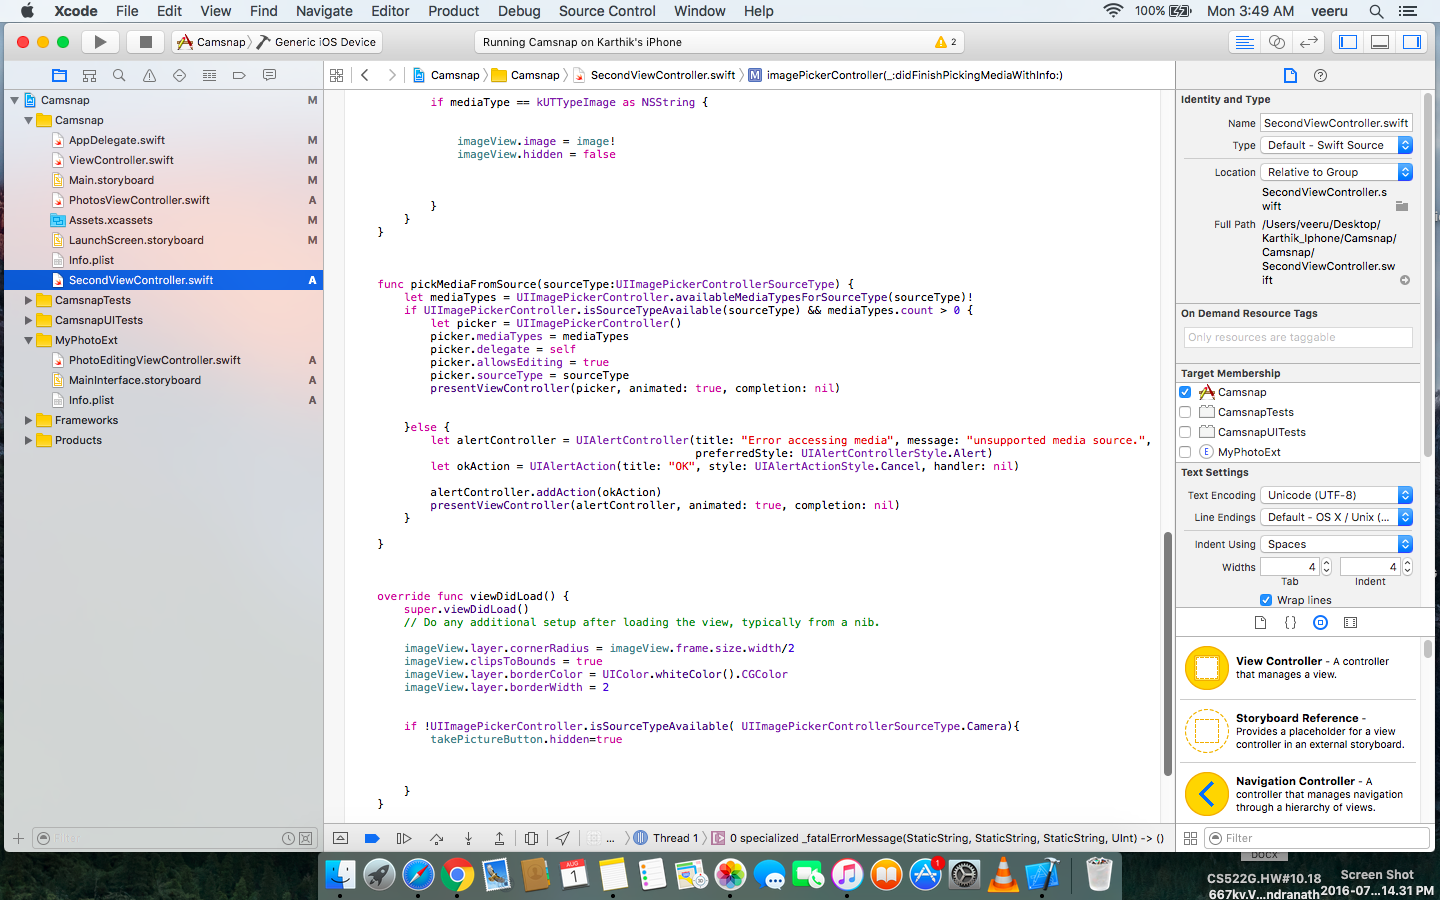 Xcode File Edit View Find Navigate Editor Product Debug Source Control Window Help 100% Mon 3:49 AM veeru
Camsnap Generic iOS Device Running Camsnap on Karthik's iPhone 2
Camsnap Camsnap SecondViewController.swift M imagePickerController(_:didFinishPickingMediaWithInfo:)
Camsnap M
Camsnap
AppDelegate.swift M
ViewController.swift M
Main.storyboard M
PhotosViewController.swift A
Assets.xcassets M
LaunchScreen.storyboard M
Info.plist
SecondViewController.swift A
CamsnapTests
CamsnapUITests
MyPhotoExt
PhotoEditingViewController.swift A
MainInterface.storyboard A
Info.plist A
Frameworks
Products
Filter
if mediaType == kUTTypeImage as NSString {
imageView.image = image!
imageView.hidden = false
}
}
}
func pickMediaFromSource(sourceType:UIImagePickerControllerSourceType) {
let mediaTypes = UIImagePickerController.availableMediaTypesForSourceType(sourceType)!
if UIImagePickerController.isSourceTypeAvailable(sourceType) && mediaTypes.count > 0 {
let picker = UIImagePickerController()
picker.mediaTypes = mediaTypes
picker.delegate = self
picker.allowsEditing = true
picker.sourceType = sourceType
presentViewController(picker, animated: true, completion: nil)
}else {
let alertController = UIAlertController(title: "Error accessing media", message: "unsupported media source.",
preferredStyle: UIAlertControllerStyle.Alert)
let okAction = UIAlertAction(title: "OK", style: UIAlertActionStyle.Cancel, handler: nil)
alertController.addAction(okAction)
presentViewController(alertController, animated: true, completion: nil)
}
}
override func viewDidLoad() {
super.viewDidLoad()
// Do any additional setup after loading the view, typically from a nib.
imageView.layer.cornerRadius = imageView.frame.size.width/2
imageView.clipsToBounds = true
imageView.layer.borderColor = UIColor.whiteColor().CGColor
imageView.layer.borderWidth = 2
if !UIImagePickerController.isSourceTypeAvailable( UIImagePickerControllerSourceType.Camera){
takePictureButton.hidden=true
}
}
... Thread 1 0 specialized _fatalErrorMessage(StaticString, StaticString, StaticString, UInt) -> ()
Identity and Type
Name SecondViewController.swift
Type Default - Swift Source
Location Relative to Group
SecondViewController.s
wift
Full Path /Users/veeru/Desktop/
Karthik_Iphone/Camsnap/
Camsnap/
SecondViewController.sw
ift
On Demand Resource Tags
Only resources are taggable
Target Membership
Camsnap
CamsnapTests
CamsnapUITests
E MyPhotoExt
Text Settings
Text Encoding Unicode (UTF-8)
Line Endings Default - OS X / Unix (...
Indent Using Spaces
Widths 4 4
Tab Indent
Wrap lines
{}
View Controller - A controller
that manages a view.
Storyboard Reference -
Provides a placeholder for a view
controller in an external storyboard.
Navigation Controller - A
controller that manages navigation
through a hierarchy of views.
Filter
AUG
1
1
DOCX
CS522G.HW#10.18
667kv.V...ndranath
Screen Shot
2016-07...14.31 PM